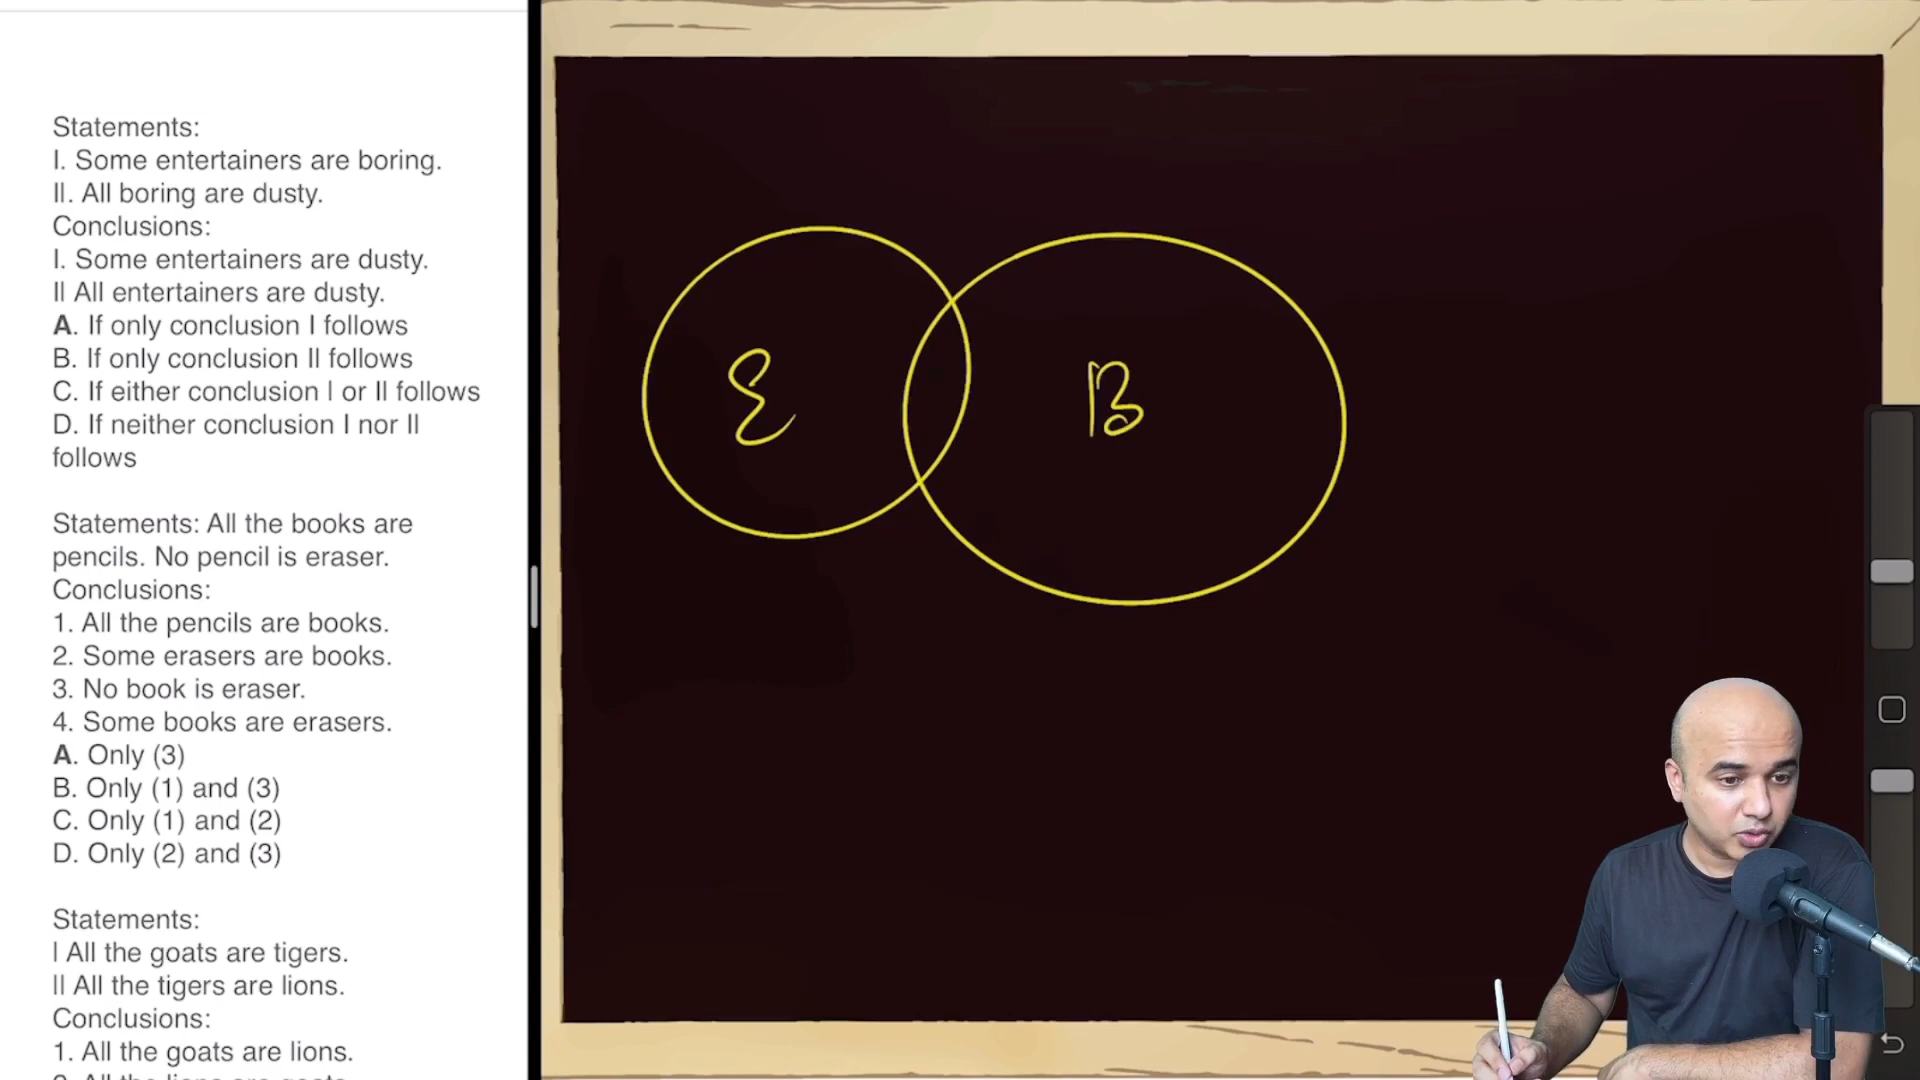 Statements:
I. Some entertainers are boring.
II. All boring are dusty.
Conclusions:
I. Some entertainers are dusty.
II All entertainers are dusty.
A. If only conclusion I follows
B. If only conclusion II follows
C. If either conclusion I or II follows
D. If neither conclusion I nor II
follows
Statements: All the books are
pencils. No pencil is eraser.
Conclusions:
1. All the pencils are books.
2. Some erasers are books.
3. No book is eraser.
4. Some books are erasers.
A. Only (3)
B. Only (1) and (3)
C. Only (1) and (2)
D. Only (2) and (3)
Statements:
I All the goats are tigers.
II All the tigers are lions.
Conclusions:
1. All the goats are lions.
E
B